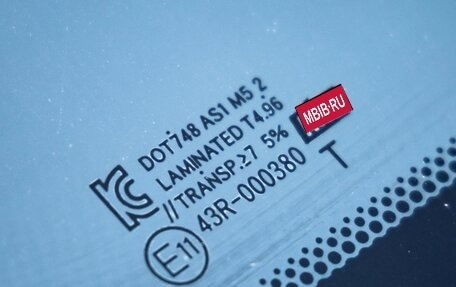 DOT748 AS1 M5 2
LAMINATED T4.96
//TRANSP.≥7 5%
43R-000380
T
E11
MBIB.RU